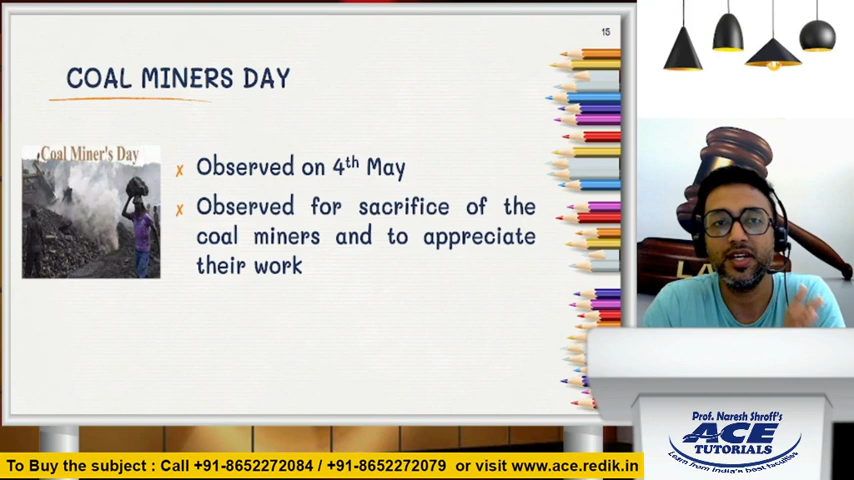 15
COAL MINERS DAY
Coal Miner's Day
x Observed on 4th May
x Observed for sacrifice of the
coal miners and to appreciate
their work
LA
Prof. Naresh Shroff's
ACE
TUTORIALS
Learn from India's best faculties
To Buy the subject : Call +91-8652272084 / +91-8652272079 or visit www.ace.redik.in